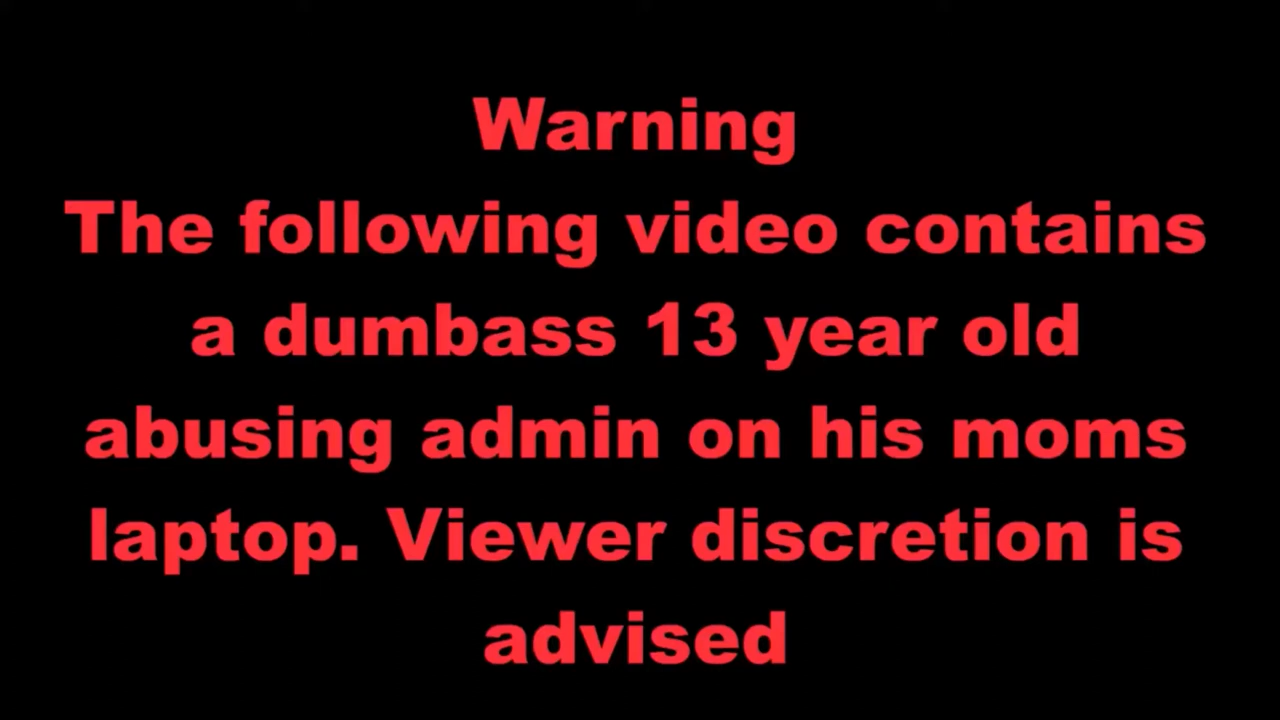 Warning
The following video contains
a dumbass 13 year old
abusing admin on his moms
laptop. Viewer discretion is
advised